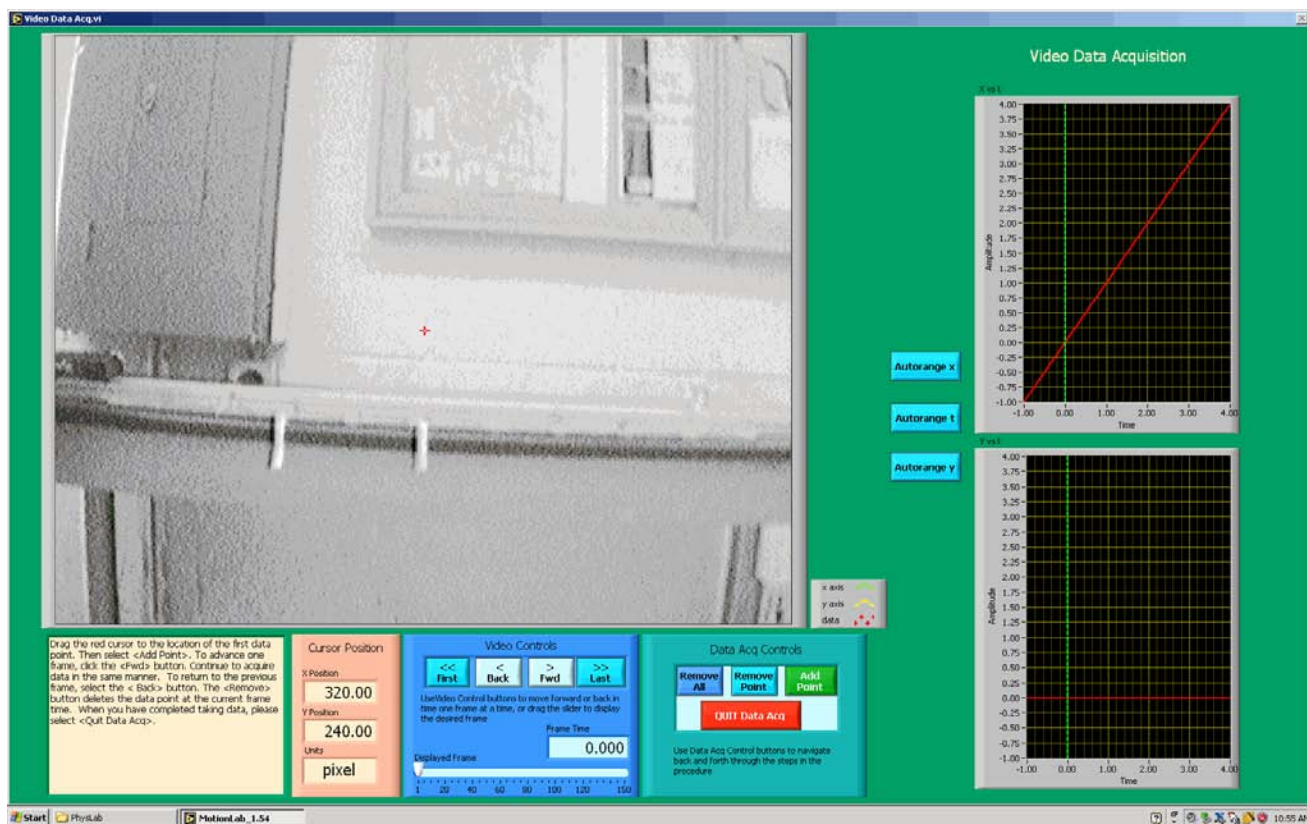 Video Data Acq.vi
Video Data Acquisition
X vs t
4.00
3.75
3.50
3.25
3.00
2.75
2.50
2.25
2.00
1.75
1.50
1.25
1.00
0.75
0.50
0.25
0.00
-0.25
-0.50
-0.75
-1.00
Amplitude
-1.00 0.00 1.00 2.00 3.00 4.00
Time
Autorange x
Autorange t
Autorange y
Y vs t
4.00
3.75
3.50
3.25
3.00
2.75
2.50
2.25
2.00
1.75
1.50
1.25
1.00
0.75
0.50
0.25
0.00
-0.25
-0.50
-0.75
-1.00
Amplitude
-1.00 0.00 1.00 2.00 3.00 4.00
Time
x axis
y axis
data
Drag the red cursor to the location of the first data
point. Then select <Add Point>. To advance one
frame, click the <Fwd> button. Continue to acquire
data in the same manner. To return to the previous
frame, select the < Back> button. The <Remove>
button deletes the data point at the current frame
time. When you have completed taking data, please
select <Quit Data Acq>.
Cursor Position
X Position
320.00
Y Position
240.00
Units
pixel
Video Controls
<< < > >>
First Back Fwd Last
UseVideo Control buttons to move forward or back in
time one frame at a time, or drag the slider to display
the desired frame
Frame Time
0.000
Displayed Frame
1 20 40 60 80 100 120 150
Data Acq Controls
Remove All
Remove Point
Add Point
QUIT Data Acq
Use Data Acq Control buttons to navigate
back and forth through the steps in the
procedure
Start PhysLab MotionLab_1.54 10:55 AM